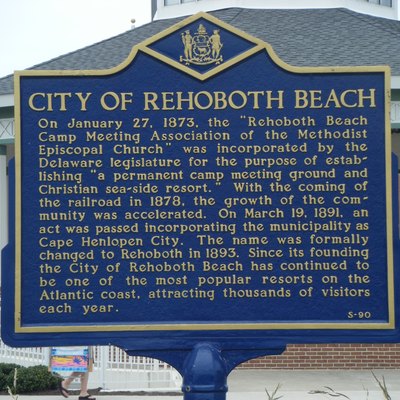 CITY OF REHOBOTH BEACH
On January 27, 1873, the "Rehoboth Beach
Camp Meeting Association of the Methodist
Episcopal Church" was incorporated by the
Delaware legislature for the purpose of estab-
lishing "a permanent camp meeting ground and
Christian sea-side resort." With the coming of
the railroad in 1878, the growth of the com-
munity was accelerated. On March 19, 1891, an
act was passed incorporating the municipality as
Cape Henlopen City. The name was formally
changed to Rehoboth in 1893. Since its founding
the City of Rehoboth Beach has continued to
be one of the most popular resorts on the
Atlantic coast, attracting thousands of visitors
each year.
S-90